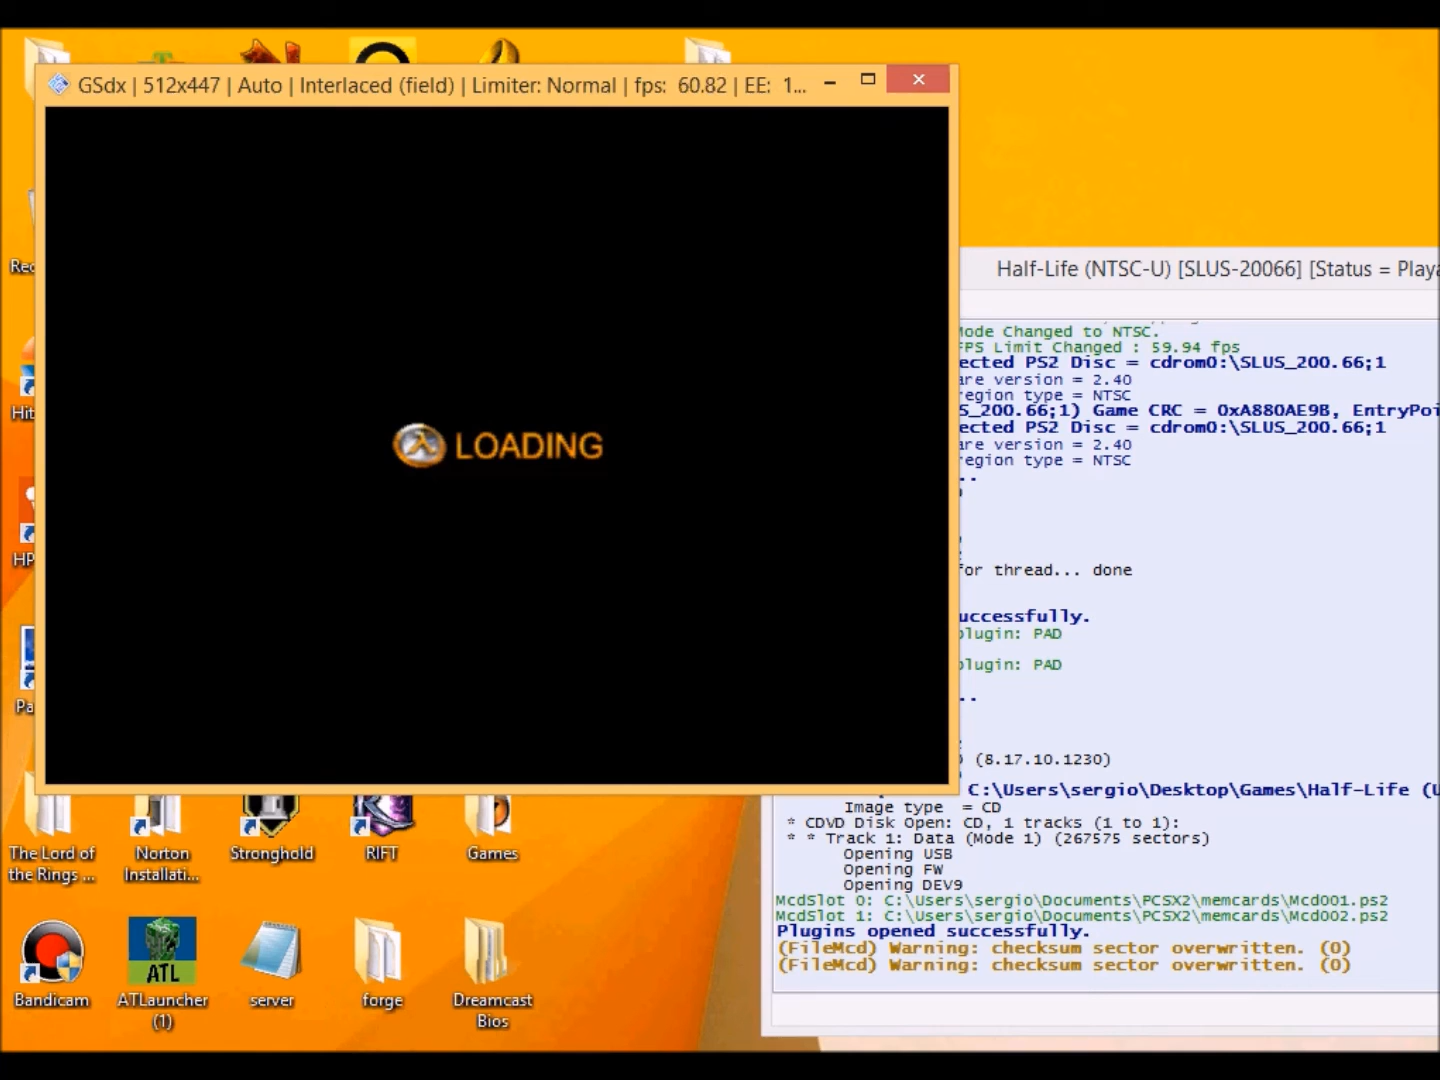 GSdx | 512x447 | Auto | Interlaced (field) | Limiter: Normal | fps: 60.82 | EE: 1...
LOADING
Half-Life (NTSC-U) [SLUS-20066] [Status = Playa
Mode Changed to NTSC.
FPS Limit Changed : 59.94 fps
ected PS2 Disc = cdrom0:\SLUS_200.66;1
are version = 2.40
region type = NTSC
S_200.66;1) Game CRC = 0xA880AE9B, EntryPoi
ected PS2 Disc = cdrom0:\SLUS_200.66;1
are version = 2.40
region type = NTSC
..
for thread... done
uccessfully.
plugin: PAD
plugin: PAD
..
(8.17.10.1230)
C:\Users\sergio\Desktop\Games\Half-Life (U
Image type = CD
* CDVD Disk Open: CD, 1 tracks (1 to 1):
* * Track 1: Data (Mode 1) (267575 sectors)
Opening USB
Opening FW
Opening DEV9
McdSlot 0: C:\Users\sergio\Documents\PCSX2\memcards\Mcd001.ps2
McdSlot 1: C:\Users\sergio\Documents\PCSX2\memcards\Mcd002.ps2
Plugins opened successfully.
(FileMcd) Warning: checksum sector overwritten. (0)
(FileMcd) Warning: checksum sector overwritten. (0)
Rec
Hit
HP
Pa
The Lord of
the Rings ...
Norton
Installati...
Stronghold
RIFT
Games
Bandicam
ATL
ATLauncher
(1)
server
forge
Dreamcast
Bios